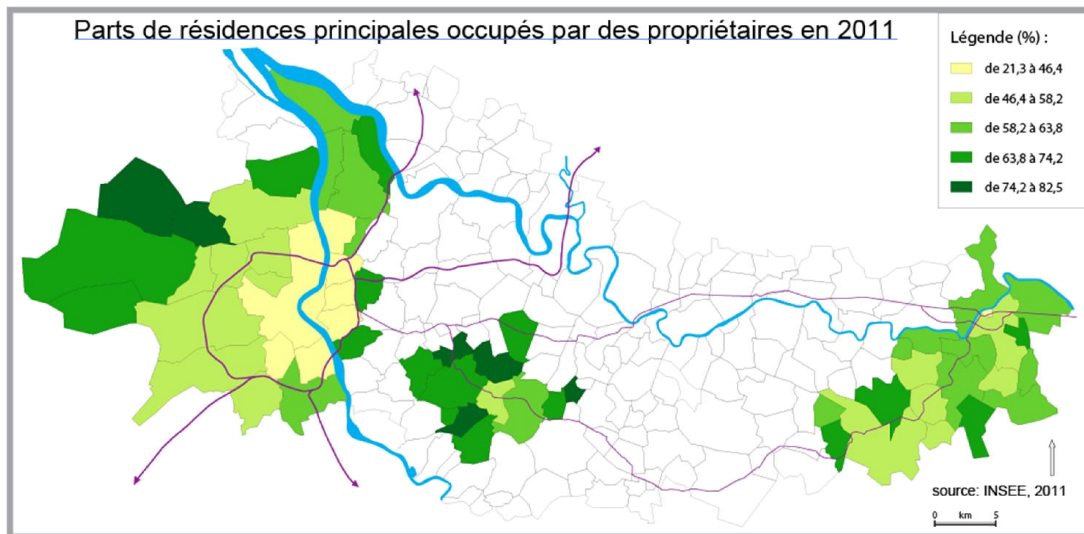 Parts de résidences principales occupés par des propriétaires en 2011
Légende (%) :
de 21,3 à 46,4
de 46,4 à 58,2
de 58,2 à 63,8
de 63,8 à 74,2
de 74,2 à 82,5
source: INSEE, 2011
0 km 5